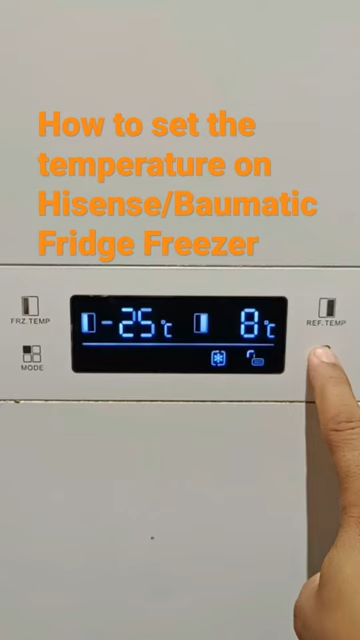 How to set the
temperature on
Hisense/Baumatic
Fridge Freezer
FRZ.TEMP
-25°C
8°C
REF.TEMP
MODE